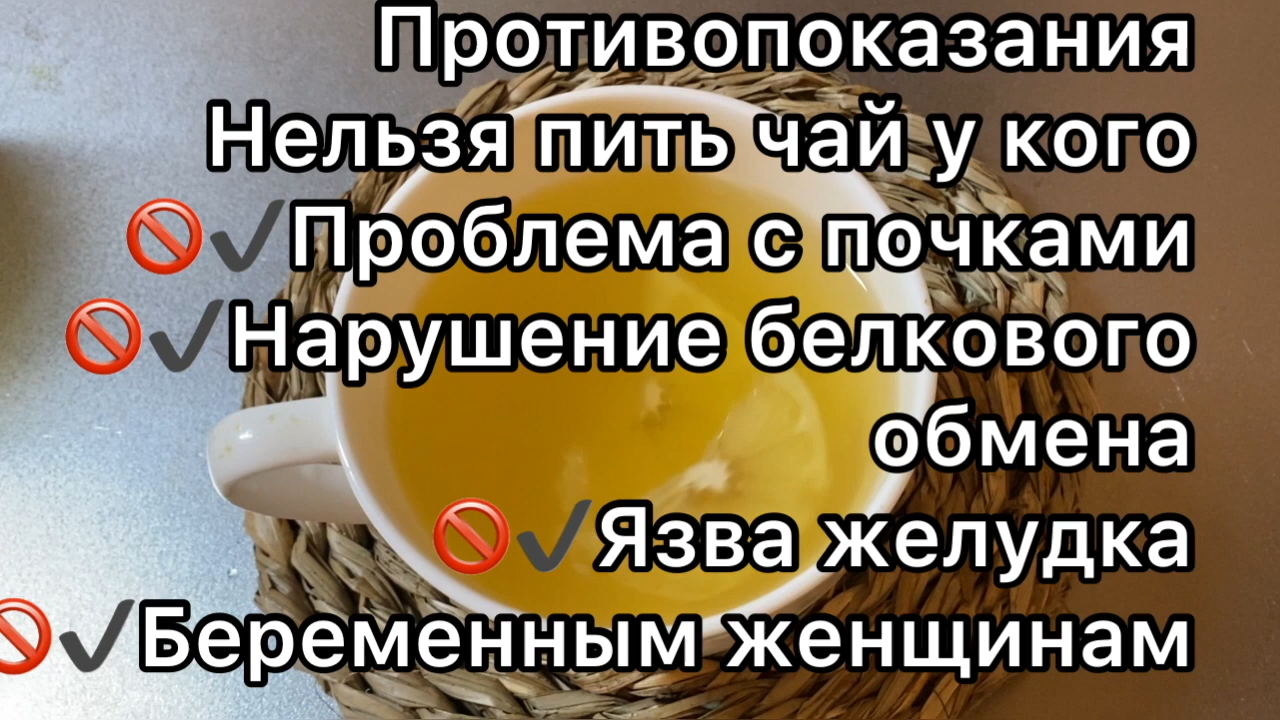 Противопоказания
Нельзя пить чай у кого
🚫✔Проблема с почками
🚫✔Нарушение белкового
обмена
🚫✔Язва желудка
🚫✔Беременным женщинам